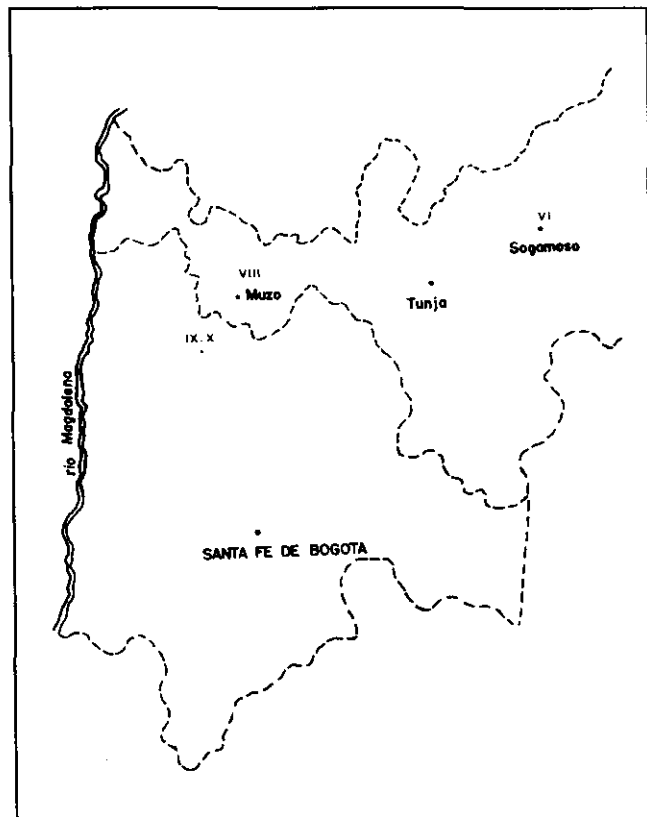 VI
Sogamoso
VIII
Muzo
Tunja
IX.X
río Magdalena
SANTA FE DE BOGOTA